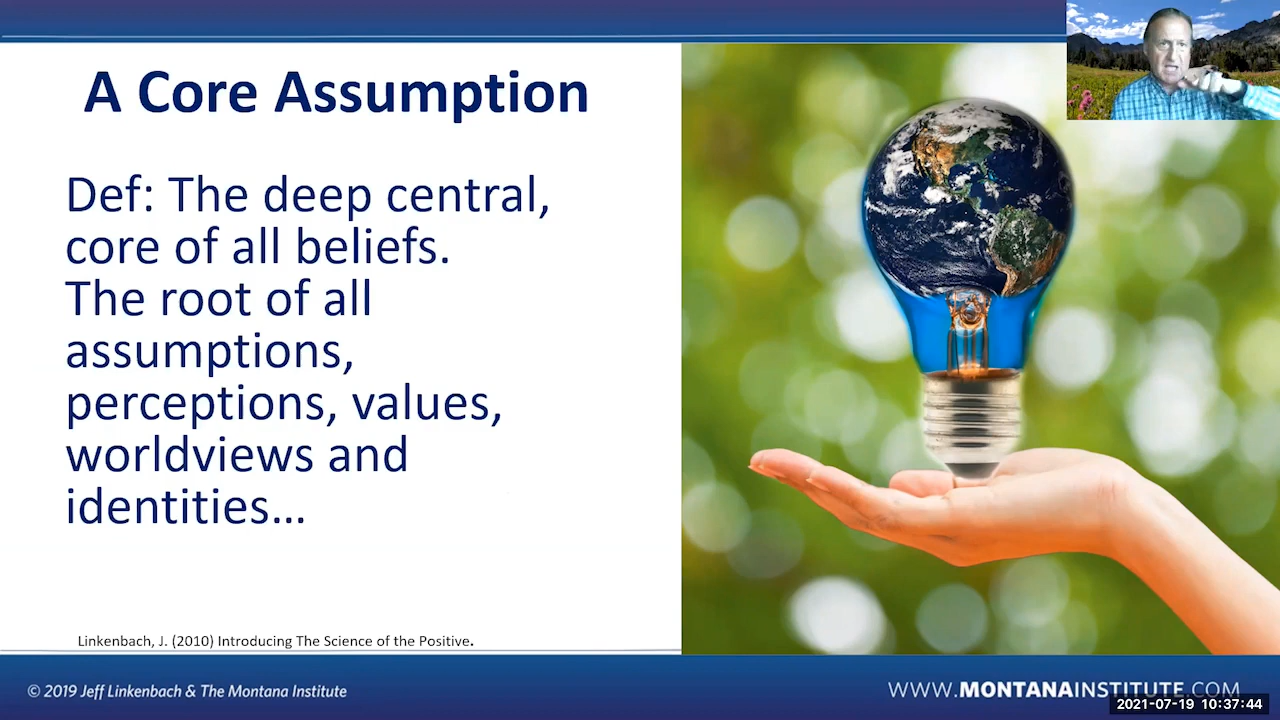 A Core Assumption
Def: The deep central,
core of all beliefs.
The root of all
assumptions,
perceptions, values,
worldviews and
identities…
Linkenbach, J. (2010) Introducing The Science of the Positive.
© 2019 Jeff Linkenbach & The Montana Institute
WWW.MONTANAINSTITUTE.COM
2021-07-19 10:37:44